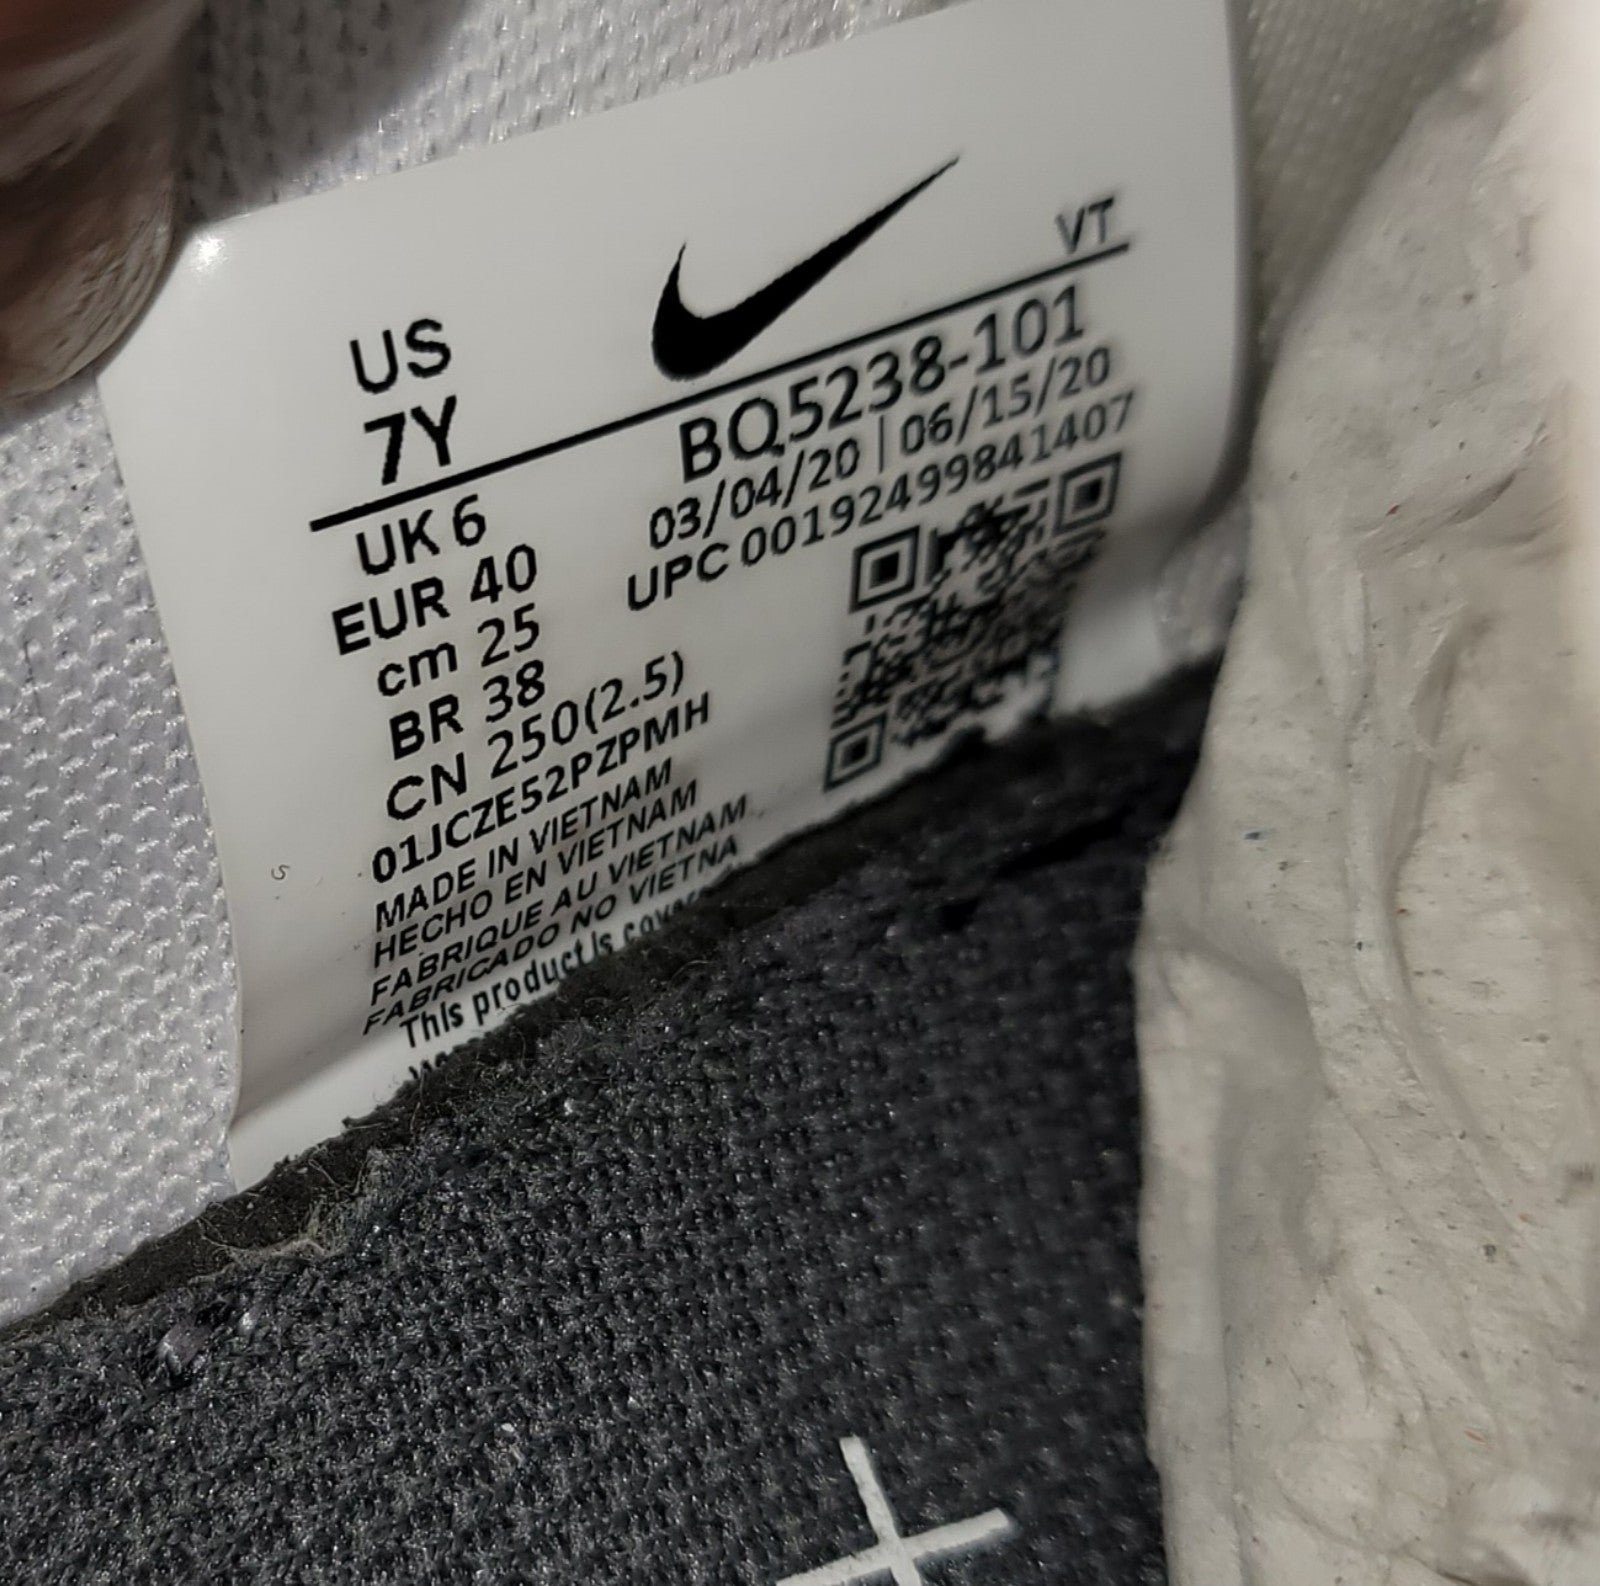 VT
US
7Y
BQ5238-101
03/04/20 | 06/15/20
UPC 00192499841407
UK 6
EUR 40
cm 25
BR 38
CN 250(2.5)
01JCZE52PZPMH
MADE IN VIETNAM
HECHO EN VIETNAM
FABRIQUE AU VIETNAM
FABRICADO NO VIETNA
This product is